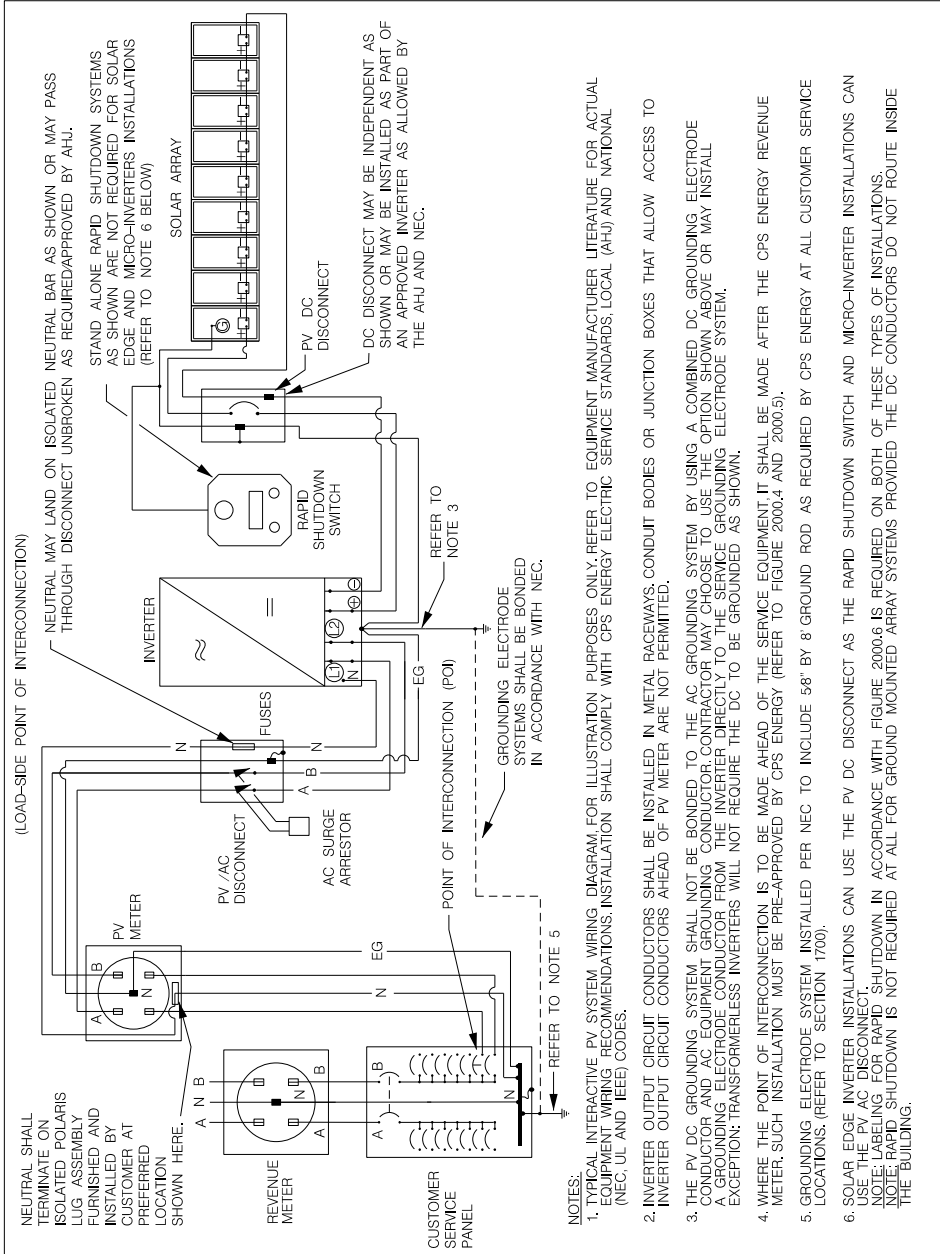 (LOAD–SIDE POINT OF INTERCONNECTION)
NEUTRAL SHALL
TERMINATE ON
ISOLATED POLARIS
LUG ASSEMBLY
FURNISHED AND
INSTALLED BY
CUSTOMER AT
PREFERRED
LOCATION
SHOWN HERE.
PV
METER
A
B
N
NEUTRAL MAY LAND ON ISOLATED NEUTRAL BAR AS SHOWN OR MAY PASS
THROUGH DISCONNECT UNBROKEN AS REQUIRED/APPROVED BY AHJ.
STAND ALONE RAPID SHUTDOWN SYSTEMS
AS SHOWN ARE NOT REQUIRED FOR SOLAR
EDGE AND MICRO–INVERTERS INSTALLATIONS
(REFER TO NOTE 6 BELOW)
SOLAR ARRAY
G
+ –
+ –
+ –
+ –
+ –
+ –
+ –
+ –
+ –
PV /AC
DISCONNECT
AC SURGE
ARRESTOR
N
FUSES
A
B
N
INVERTER
≈
=
L1
N
L2
+
–
EG
RAPID
SHUTDOWN
SWITCH
PV DC
DISCONNECT
DC DISCONNECT MAY BE INDEPENDENT AS
SHOWN OR MAY BE INSTALLED AS PART OF
AN APPROVED INVERTER AS ALLOWED BY
THE AHJ AND NEC.
REFER TO
NOTE 3
REVENUE
METER
A
N
B
N
A
B
N
EG
CUSTOMER
SERVICE
PANEL
N
POINT OF INTERCONNECTION (POI)
GROUNDING ELECTRODE
SYSTEMS SHALL BE BONDED
IN ACCORDANCE WITH NEC.
REFER TO NOTE 5
NOTES:
1. TYPICAL INTERACTIVE PV SYSTEM WIRING DIAGRAM, FOR ILLUSTRATION PURPOSES ONLY. REFER TO EQUIPMENT MANUFACTURER LITERATURE FOR ACTUAL
EQUIPMENT WIRING RECOMMENDATIONS. INSTALLATION SHALL COMPLY WITH CPS ENERGY ELECTRIC SERVICE STANDARDS, LOCAL (AHJ) AND NATIONAL
(NEC, UL AND IEEE) CODES.
2. INVERTER OUTPUT CIRCUIT CONDUCTORS SHALL BE INSTALLED IN METAL RACEWAYS. CONDUIT BODIES OR JUNCTION BOXES THAT ALLOW ACCESS TO
INVERTER OUTPUT CIRCUIT CONDUCTORS AHEAD OF PV METER ARE NOT PERMITTED.
3. THE PV DC GROUNDING SYSTEM SHALL NOT BE BONDED TO THE AC GROUNDING SYSTEM BY USING A COMBINED DC GROUNDING ELECTRODE
CONDUCTOR AND AC EQUIPMENT GROUNDING CONDUCTOR. CONTRACTOR MAY CHOOSE TO USE THE OPTION SHOWN ABOVE OR MAY INSTALL
A GROUNDING ELECTRODE CONDUCTOR FROM THE INVERTER DIRECTLY TO THE SERVICE GROUNDING ELECTRODE SYSTEM.
EXCEPTION: TRANSFORMERLESS INVERTERS WILL NOT REQUIRE THE DC TO BE GROUNDED AS SHOWN.
4. WHERE THE POINT OF INTERCONNECTION IS TO BE MADE AHEAD OF THE SERVICE EQUIPMENT, IT SHALL BE MADE AFTER THE CPS ENERGY REVENUE
METER. SUCH INSTALLATION MUST BE PRE–APPROVED BY CPS ENERGY (REFER TO FIGURE 2000.4 AND 2000.5).
5. GROUNDING ELECTRODE SYSTEM INSTALLED PER NEC TO INCLUDE 58" BY 8' GROUND ROD AS REQUIRED BY CPS ENERGY AT ALL CUSTOMER SERVICE
LOCATIONS. (REFER TO SECTION 1700).
6. SOLAR EDGE INVERTER INSTALLATIONS CAN USE THE PV DC DISCONNECT AS THE RAPID SHUTDOWN SWITCH AND MICRO–INVERTER INSTALLATIONS CAN
USE THE PV AC DISCONNECT.
NOTE: LABELING FOR RAPID SHUTDOWN IN ACCORDANCE WITH FIGURE 2000.6 IS REQUIRED ON BOTH OF THESE TYPES OF INSTALLATIONS.
NOTE: RAPID SHUTDOWN IS NOT REQUIRED AT ALL FOR GROUND MOUNTED ARRAY SYSTEMS PROVIDED THE DC CONDUCTORS DO NOT ROUTE INSIDE
THE BUILDING.